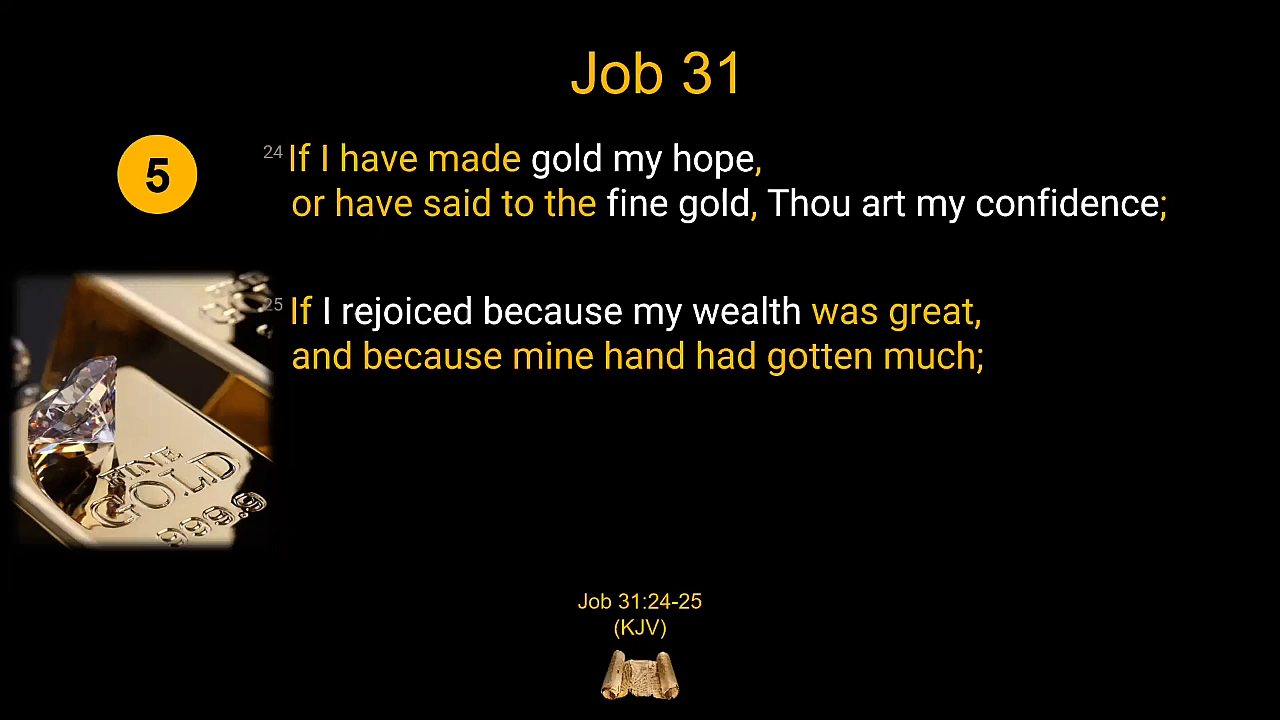 Job 31
5
24 If I have made gold my hope,
or have said to the fine gold, Thou art my confidence;
25 If I rejoiced because my wealth was great,
and because mine hand had gotten much;
FINE
GOLD
999.9
Job 31:24-25
(KJV)